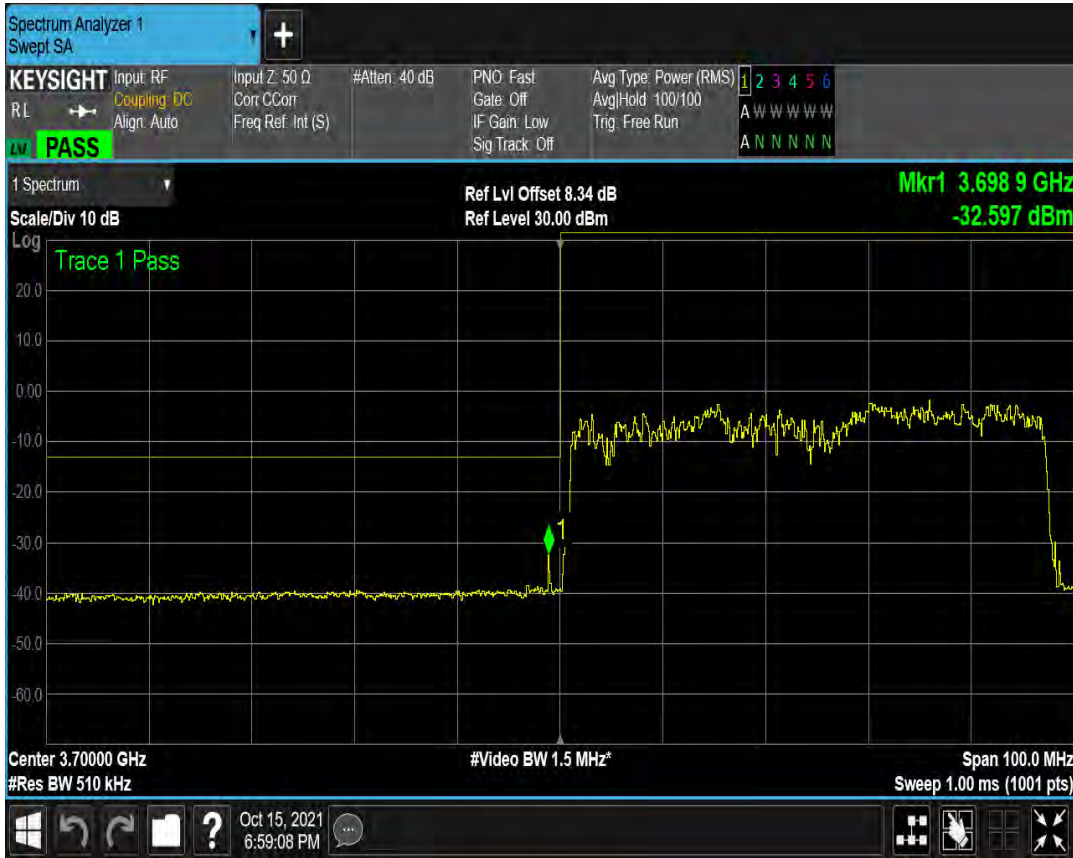 Spectrum Analyzer 1
Swept SA
+
KEYSIGHT
RL
LXI PASS
Input: RF
Coupling: DC
Align: Auto
Input Z: 50 Ω
Corr CCorr
Freq Ref: Int (S)
#Atten: 40 dB
PNO: Fast
Gate: Off
IF Gain: Low
Sig Track: Off
Avg Type: Power (RMS)
Avg|Hold: 100/100
Trig: Free Run
1 2 3 4 5 6
A W W W W W
A N N N N N
1 Spectrum
Scale/Div 10 dB
Ref Lvl Offset 8.34 dB
Ref Level 30.00 dBm
Mkr1 3.698 9 GHz
-32.597 dBm
Log
Trace 1 Pass
20.0
10.0
0.00
-10.0
-20.0
1
-30.0
-40.0
-50.0
-60.0
Center 3.70000 GHz
#Video BW 1.5 MHz*
Span 100.0 MHz
#Res BW 510 kHz
Sweep 1.00 ms (1001 pts)
?
Oct 15, 2021
6:59:08 PM